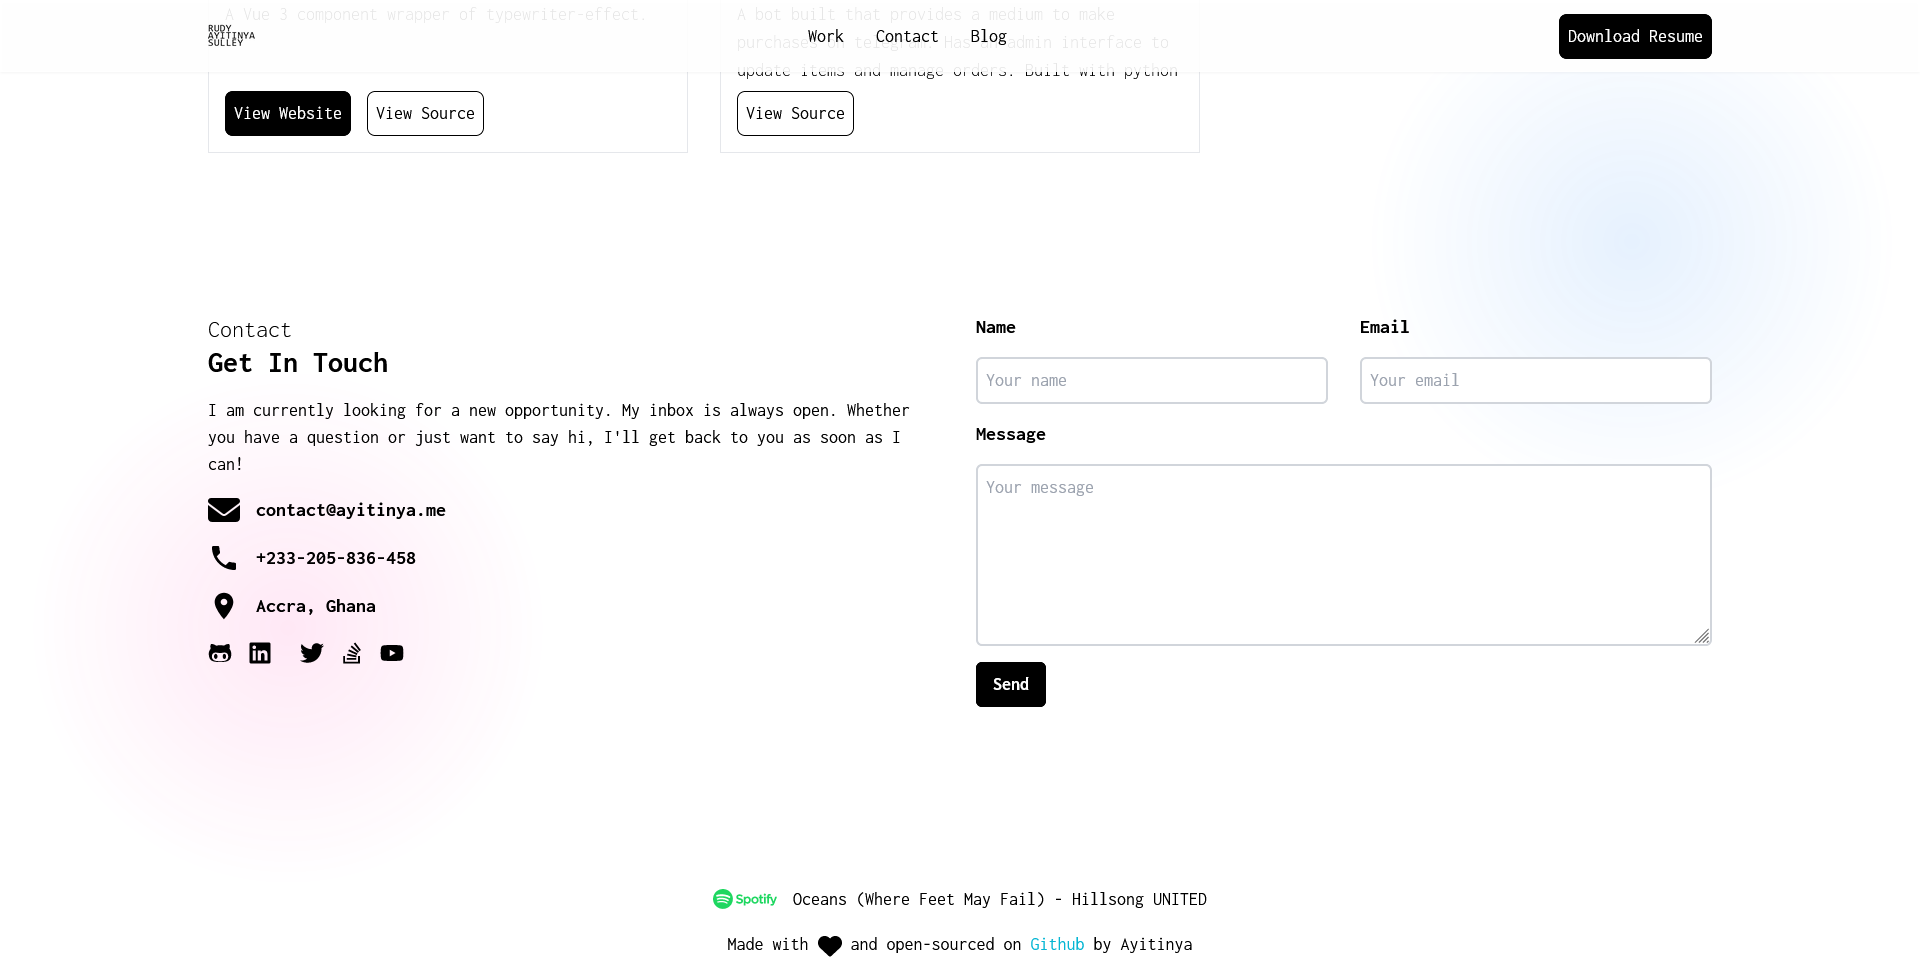 A Vue 3 component wrapper of typewriter-effect.
A bot built that provides a medium to make
RUDY
AYITINYA
SULLEY
Work
Contact
Blog
Download Resume
purchases on telegram. Has an admin interface to
update items and manage orders. Built with python
View Website
View Source
View Source
Contact
Get In Touch
I am currently looking for a new opportunity. My inbox is always open. Whether
you have a question or just want to say hi, I'll get back to you as soon as I
can!
contact@ayitinya.me
+233-205-836-458
Accra, Ghana
Name
Email
Your name
Your email
Message
Your message
Send
Spotify
Oceans (Where Feet May Fail) - Hillsong UNITED
Made with and open-sourced on Github by Ayitinya